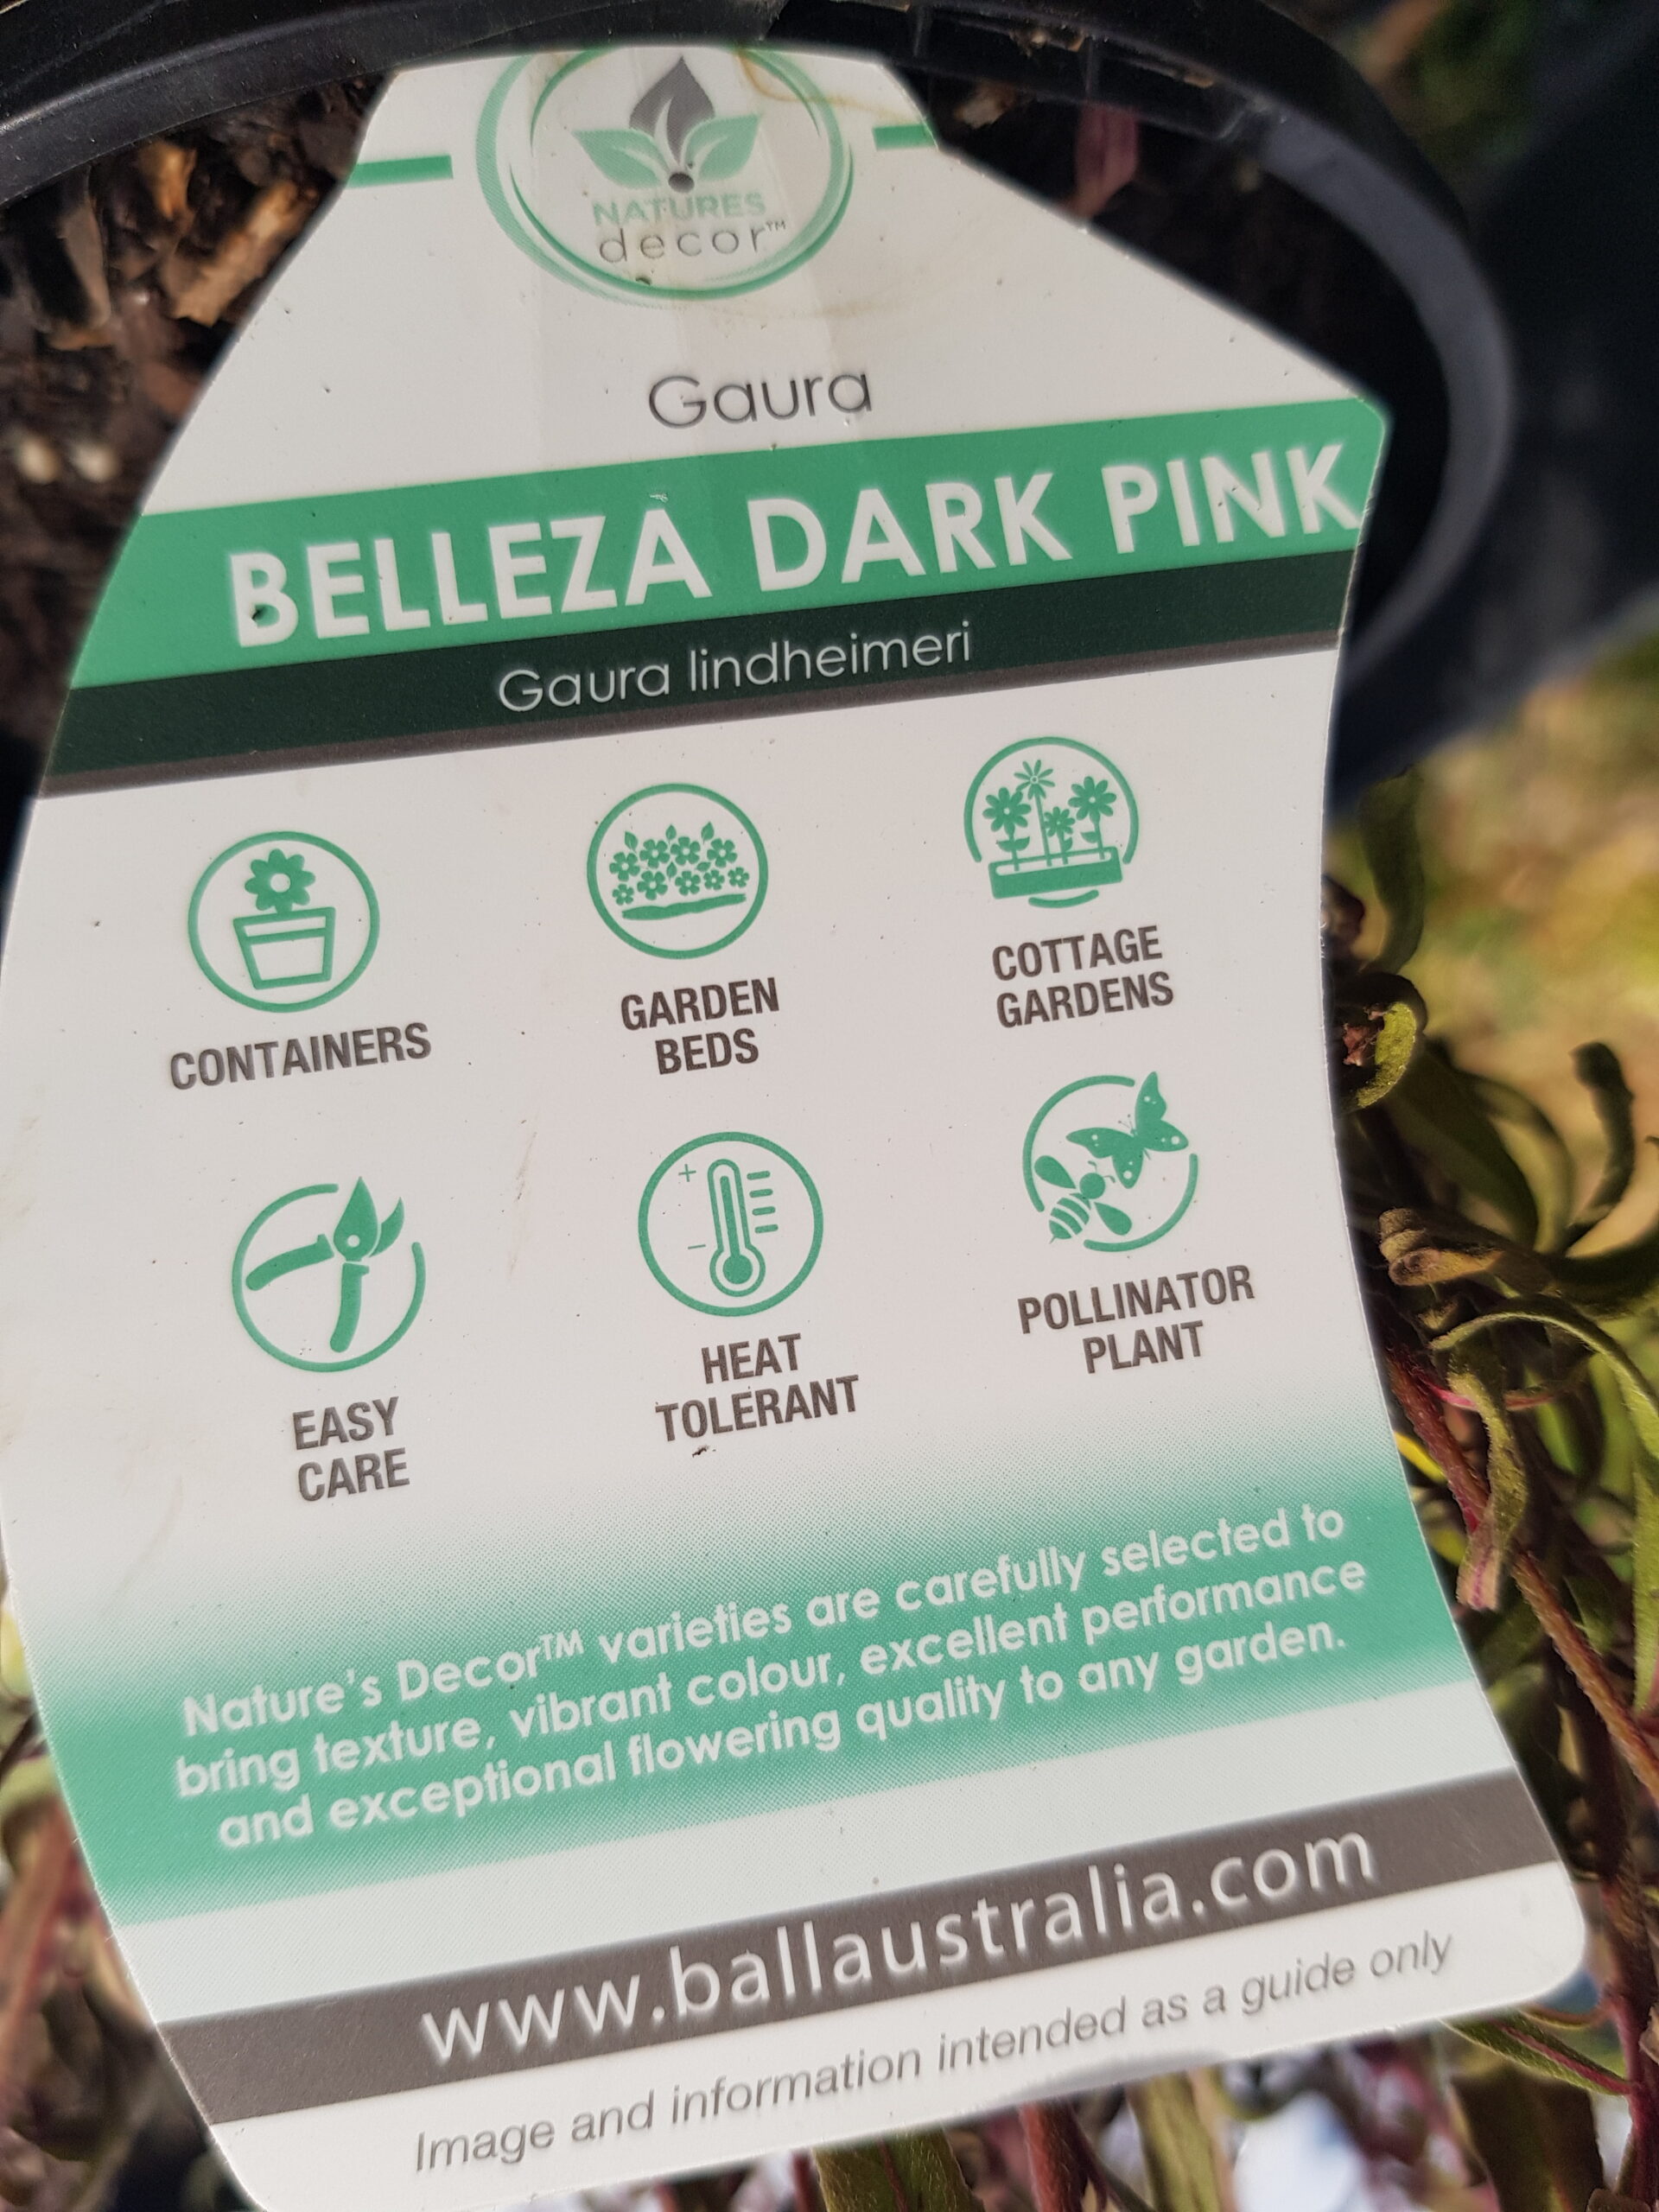 NATURES
decor™
Gaura
BELLEZA DARK PINK
Gaura lindheimeri
CONTAINERS
GARDEN
BEDS
COTTAGE
GARDENS
EASY
CARE
HEAT
TOLERANT
POLLINATOR
PLANT
Nature's Decor™ varieties are carefully selected to
bring texture, vibrant colour, excellent performance
and exceptional flowering quality to any garden.
www.ballaustralia.com
Image and information intended as a guide only